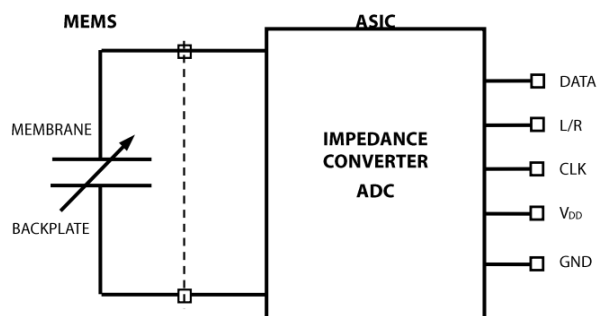 MEMS
ASIC
MEMBRANE
BACKPLATE
IMPEDANCE
CONVERTER
ADC
DATA
L/R
CLK
VDD
GND